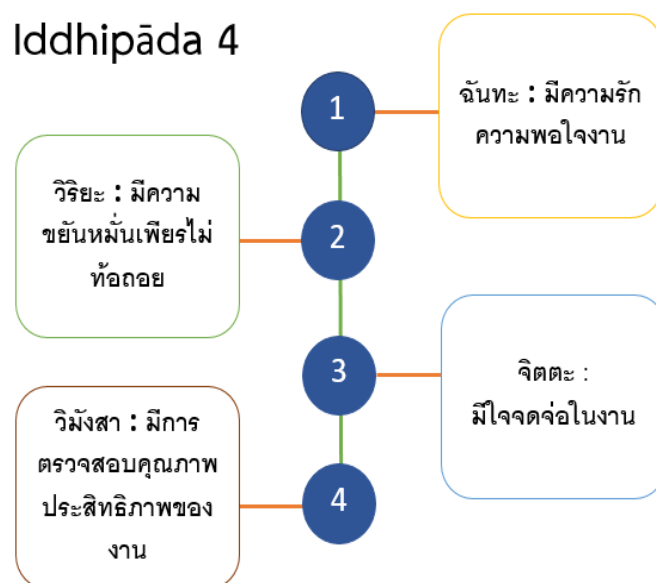 Iddhipāda 4
1
ฉันทะ : มีความรัก
ความพอใจงาน
2
วิริยะ : มีความ
ขยันหมั่นเพียรไม่
ท้อถอย
3
จิตตะ :
มีใจจดจ่อในงาน
4
วิมังสา : มีการ
ตรวจสอบคุณภาพ
ประสิทธิภาพของ
งาน